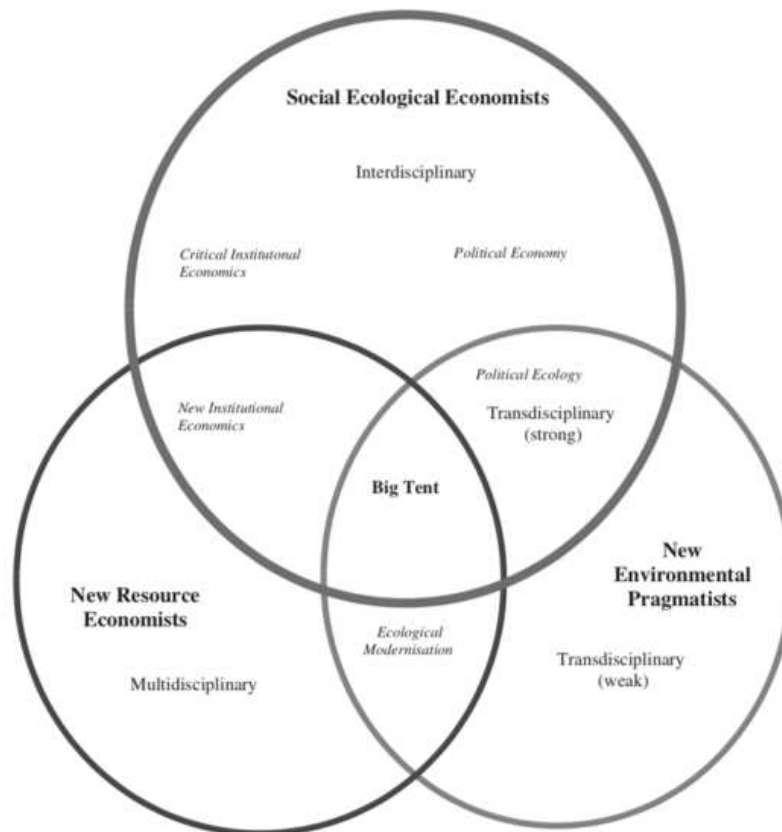 Social Ecological Economists
Interdisciplinary
Critical Institutonal
Economics
Political Economy
Political Ecology
New Institutional
Economics
Transdisciplinary
(strong)
Big Tent
New
Environmental
Pragmatists
New Resource
Economists
Ecological
Modernisation
Transdisciplinary
(weak)
Multidisciplinary